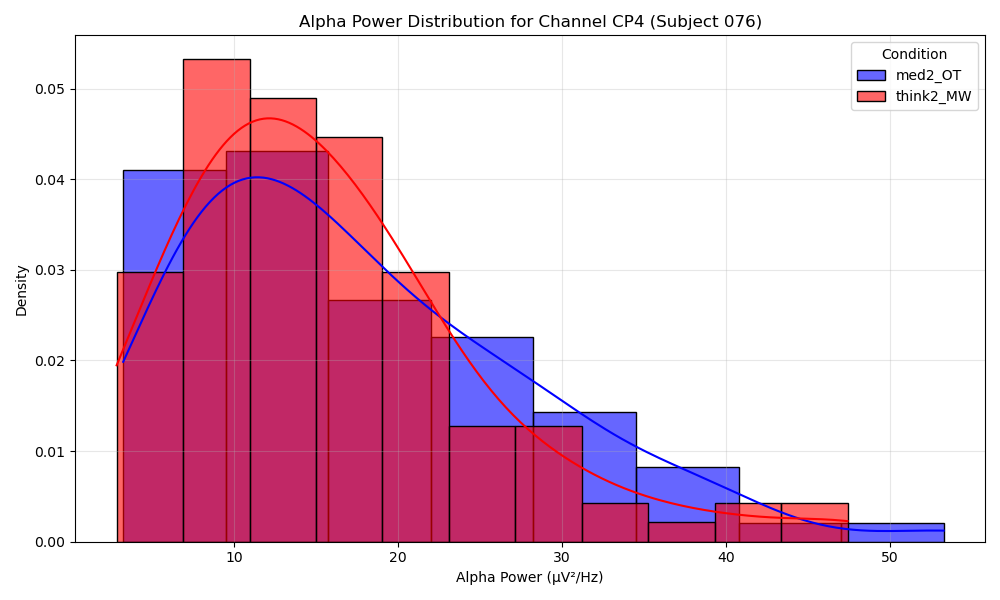 Alpha Power Distribution for Channel CP4 (Subject 076)
Condition
med2_OT
think2_MW
0.05
0.04
0.03
0.02
0.01
0.00
Density
10 20 30 40 50
Alpha Power (μV²/Hz)